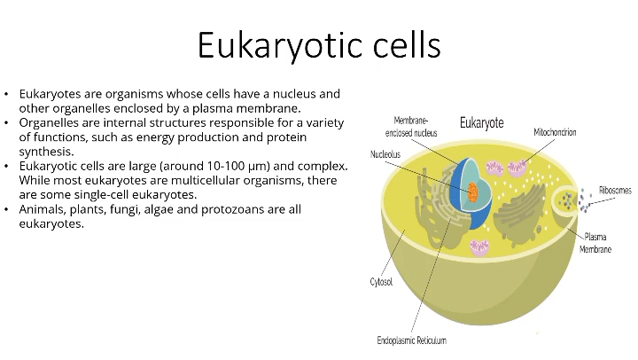 Eukaryotic cells
• Eukaryotes are organisms whose cells have a nucleus and
other organelles enclosed by a plasma membrane.
• Organelles are internal structures responsible for a variety
of functions, such as energy production and protein
synthesis.
• Eukaryotic cells are large (around 10-100 μm) and complex.
While most eukaryotes are multicellular organisms, there
are some single-cell eukaryotes.
• Animals, plants, fungi, algae and protozoans are all
eukaryotes.
Eukaryote
Membrane-
enclosed nucleus
Mitochondrion
Nucleolus
Ribosomes
Plasma
Membrane
Cytosol
Endoplasmic Reticulum